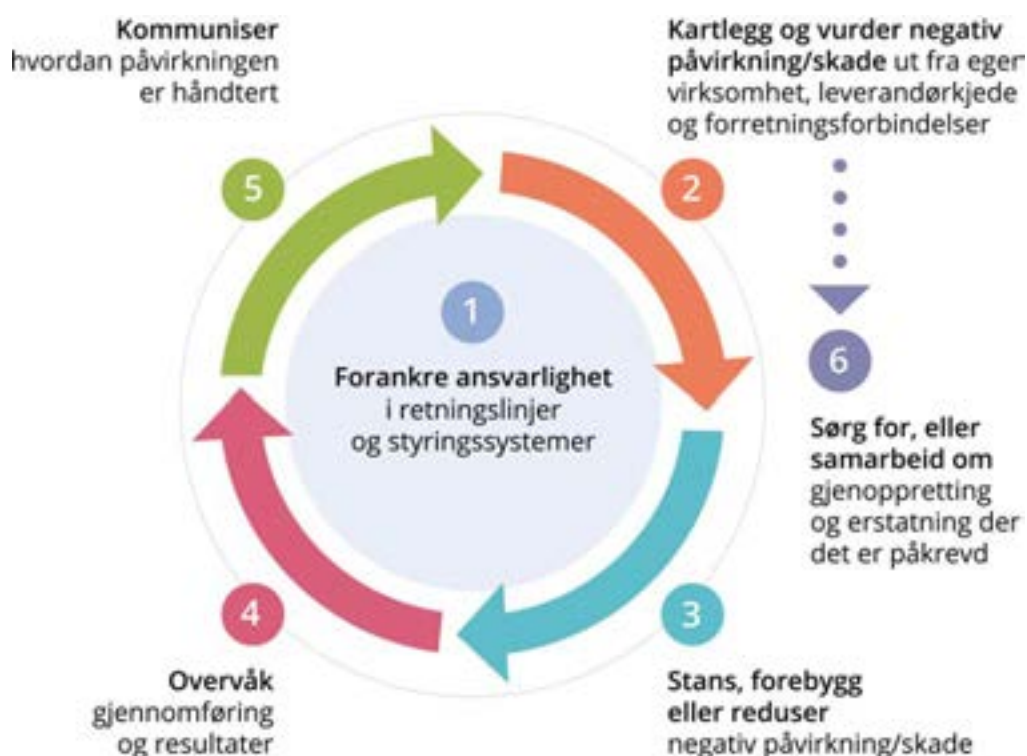 Kommuniser
hvordan påvirkningen
er håndtert
5
Kartlegg og vurder negativ
påvirkning/skade ut fra egen
virksomhet, leverandørkjede
og forretningsforbindelser
2
1
Forankre ansvarlighet
i retningslinjer
og styringssystemer
6
Sørg for, eller
samarbeid om
gjenoppretting
og erstatning der
det er påkrevd
4
Overvåk
gjennomføring
og resultater
3
Stans, forebygg
eller reduser
negativ påvirkning/skade